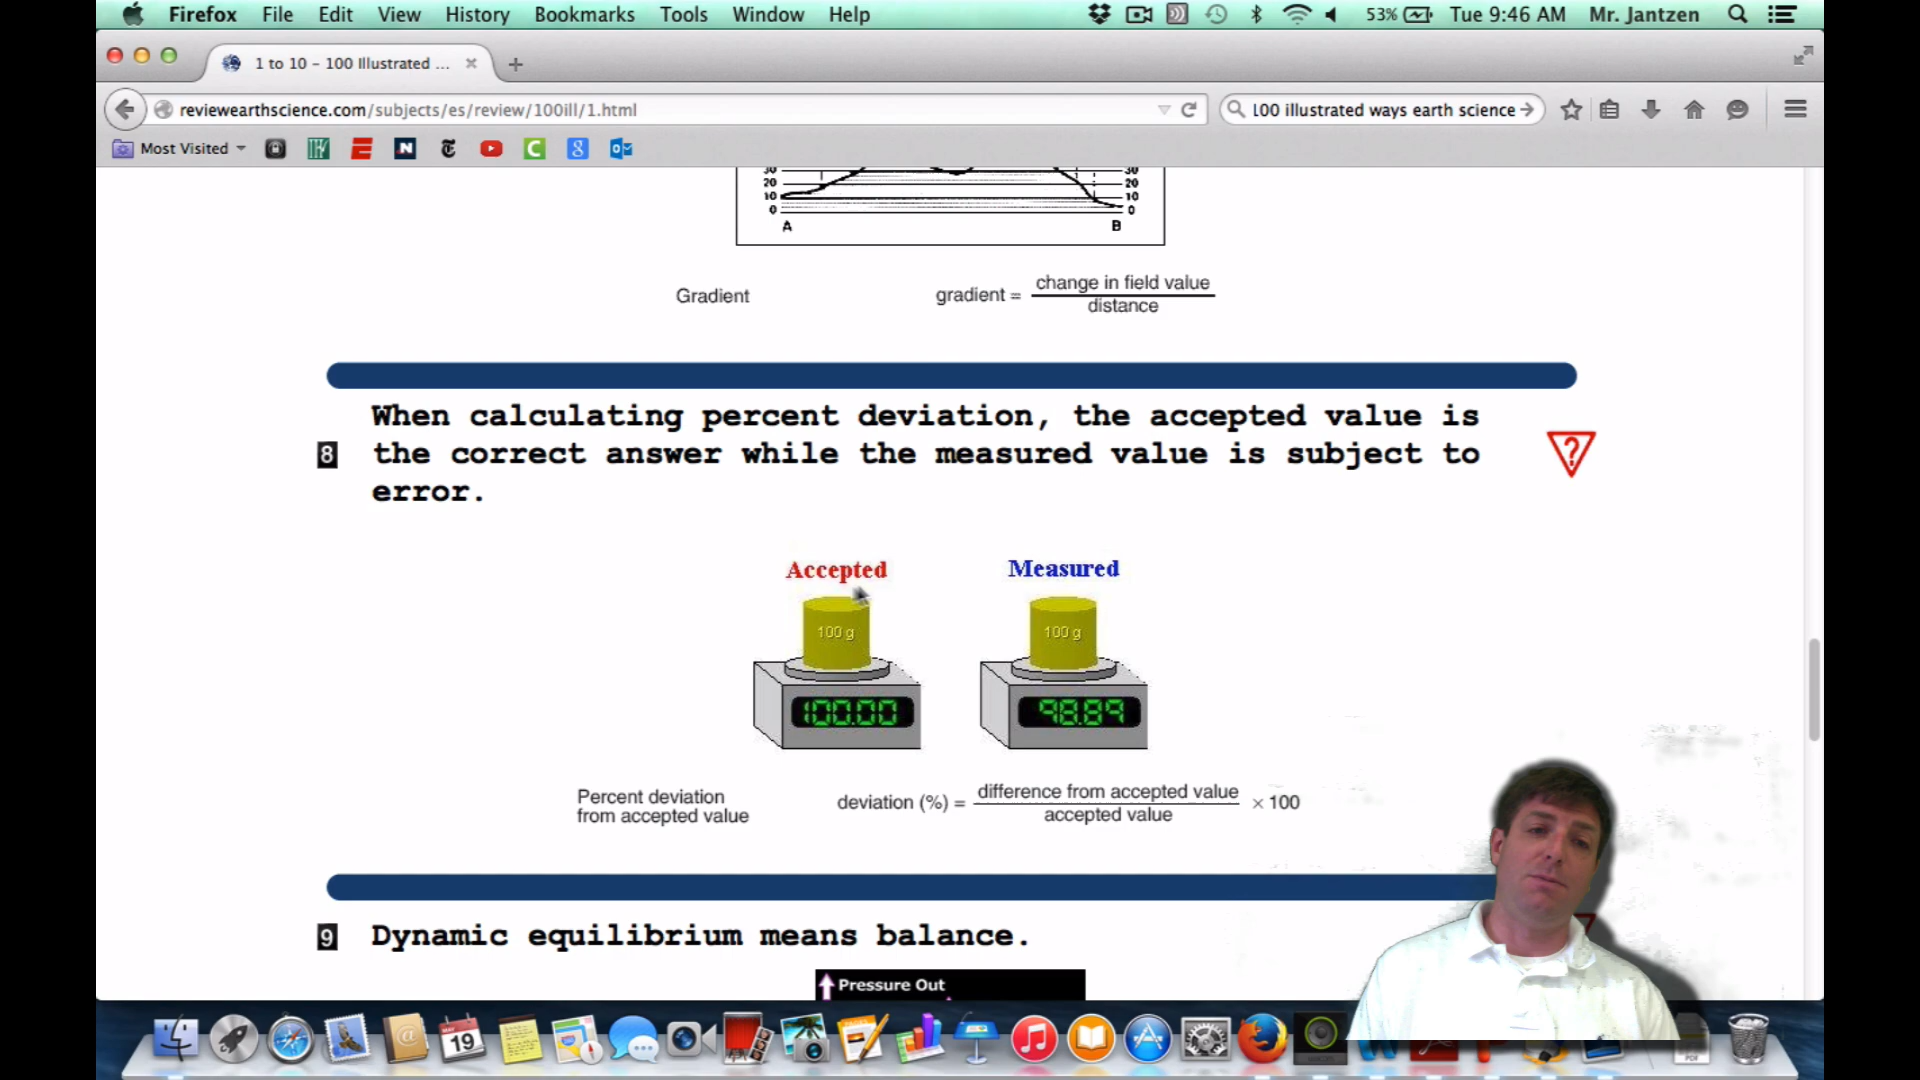 Firefox File Edit View History Bookmarks Tools Window Help 53% Tue 9:46 AM Mr. Jantzen
1 to 10 – 100 Illustrated ...
reviewearthscience.com/subjects/es/review/100ill/1.html
100 illustrated ways earth science
Most Visited
30 30
20 20
10 10
0 0
A B
Gradient
gradient = change in field value
distance
When calculating percent deviation, the accepted value is
8 the correct answer while the measured value is subject to
error.
?
Accepted Measured
100 g 100 g
100.00 98.89
Percent deviation
from accepted value
deviation (%) = difference from accepted value
accepted value × 100
9 Dynamic equilibrium means balance.
Pressure Out
19
PDF